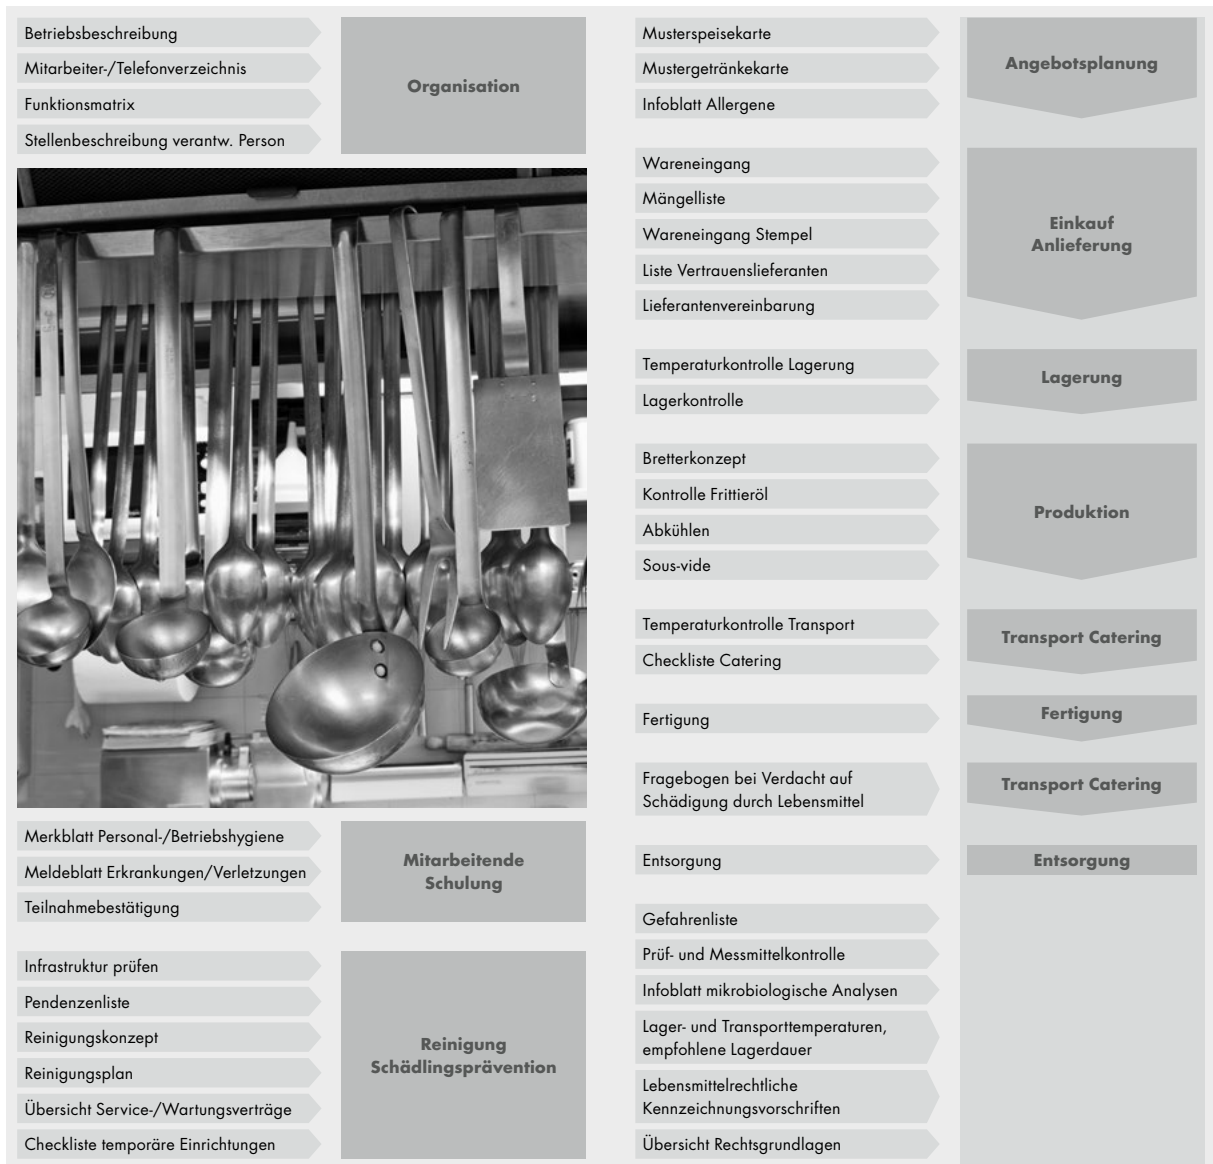 Betriebsbeschreibung
Mitarbeiter-/Telefonverzeichnis
Funktionsmatrix
Stellenbeschreibung verantw. Person
Organisation
Merkblatt Personal-/Betriebshygiene
Meldeblatt Erkrankungen/Verletzungen
Teilnahmebestätigung
Mitarbeitende
Schulung
Infrastruktur prüfen
Pendenzenliste
Reinigungskonzept
Reinigungsplan
Übersicht Service-/Wartungsverträge
Checkliste temporäre Einrichtungen
Reinigung
Schädlingsprävention
Musterspeisekarte
Mustergetränkekarte
Infoblatt Allergene
Angebotsplanung
Wareneingang
Mängelliste
Wareneingang Stempel
Liste Vertrauenslieferanten
Lieferantenvereinbarung
Einkauf
Anlieferung
Temperaturkontrolle Lagerung
Lagerkontrolle
Lagerung
Bretterkonzept
Kontrolle Frittieröl
Abkühlen
Sous-vide
Produktion
Temperaturkontrolle Transport
Checkliste Catering
Transport Catering
Fertigung
Fertigung
Fragebogen bei Verdacht auf
Schädigung durch Lebensmittel
Transport Catering
Entsorgung
Entsorgung
Gefahrenliste
Prüf- und Messmittelkontrolle
Infoblatt mikrobiologische Analysen
Lager- und Transporttemperaturen,
empfohlene Lagerdauer
Lebensmittelrechtliche
Kennzeichnungsvorschriften
Übersicht Rechtsgrundlagen